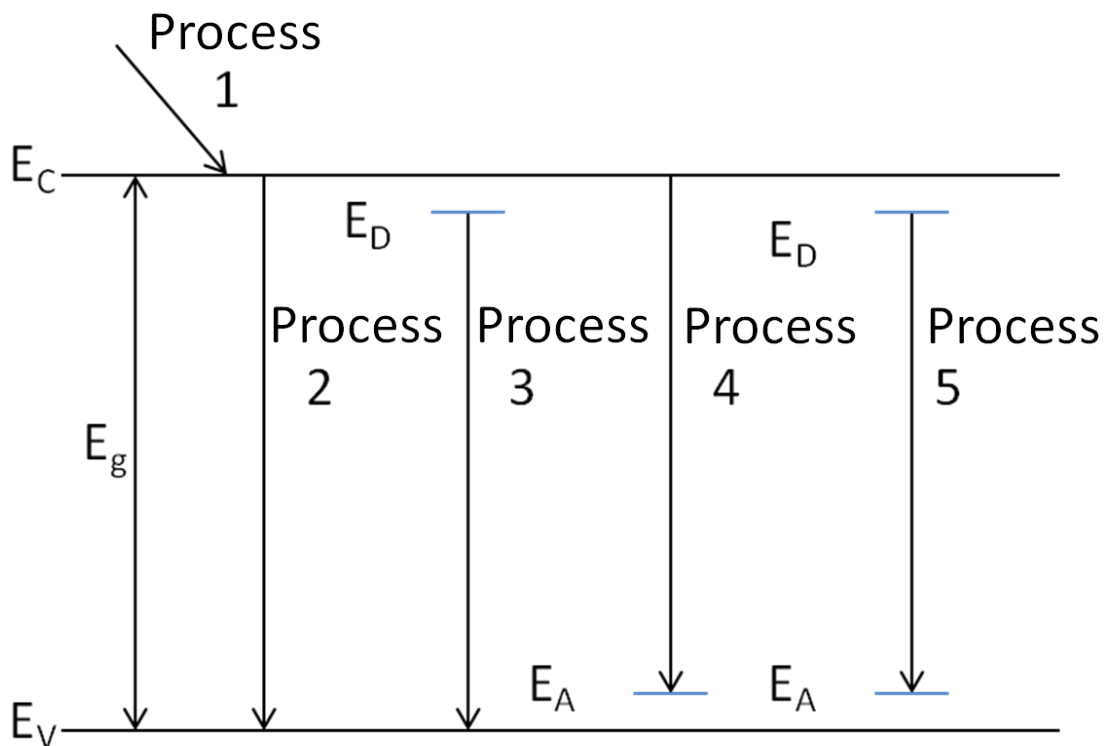 Process
1
E_C
E_D
E_D
Process
2
Process
3
Process
4
Process
5
E_g
E_A
E_A
E_V